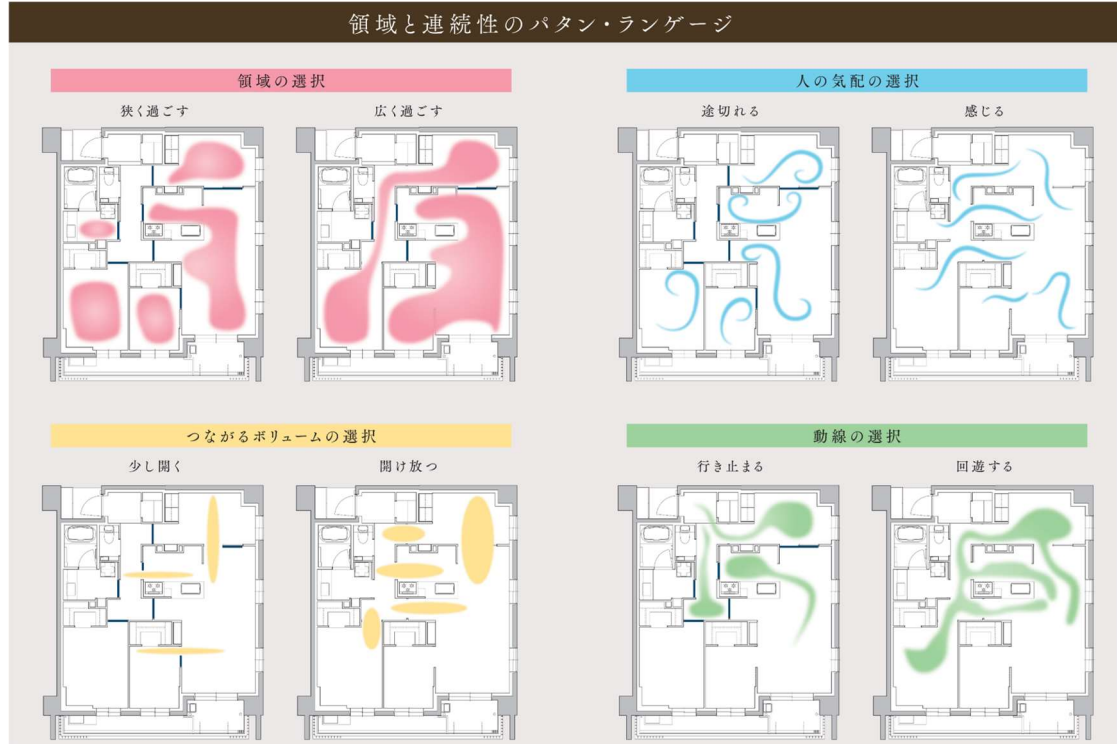 領域と連続性のパタン・ランゲージ
領域の選択
狭く過ごす
広く過ごす
人の気配の選択
途切れる
感じる
つながるボリュームの選択
少し開く
開け放つ
動線の選択
行き止まる
回遊する